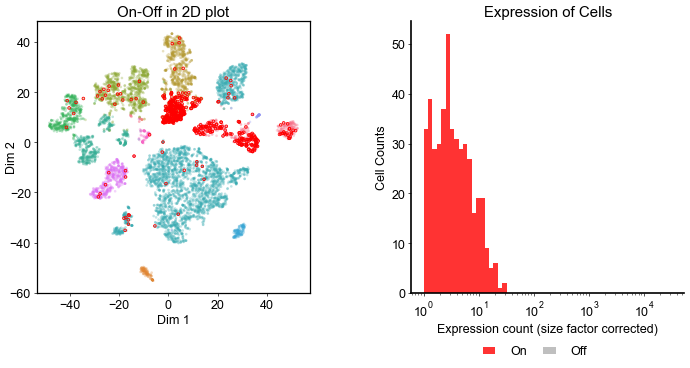 On-Off in 2D plot
40
20
0
−20
−40
−60
−40
−20
0
20
40
Dim 2
Dim 1
Expression of Cells
50
40
30
20
10
0
10^0
10^1
10^2
10^3
10^4
Cell Counts
Expression count (size factor corrected)
On
Off